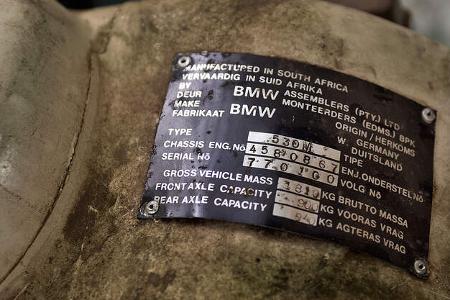 MANUFACTURED IN SOUTH AFRICA
VERVAARDIG IN SUID AFRIKA
BY BMW ASSEMBLERS (PTY) LTD
DEUR BMW MONTEERDERS (EDMS) BPK
MAKE
FABRIKAAT BMW ORIGIN / HERKOMS
W. GERMANY
TYPE 530 DUITSLAND
CHASSIS ENG. NO TIPE
SERIAL NO ENJ. ONDERSTEL NO
770100 VOLG NO
GROSS VEHICLE MASS KG BRUTTO MASSA
FRONT AXLE CAPACITY KG VOORAS VRAG
REAR AXLE CAPACITY KG AGTERAS VRAG